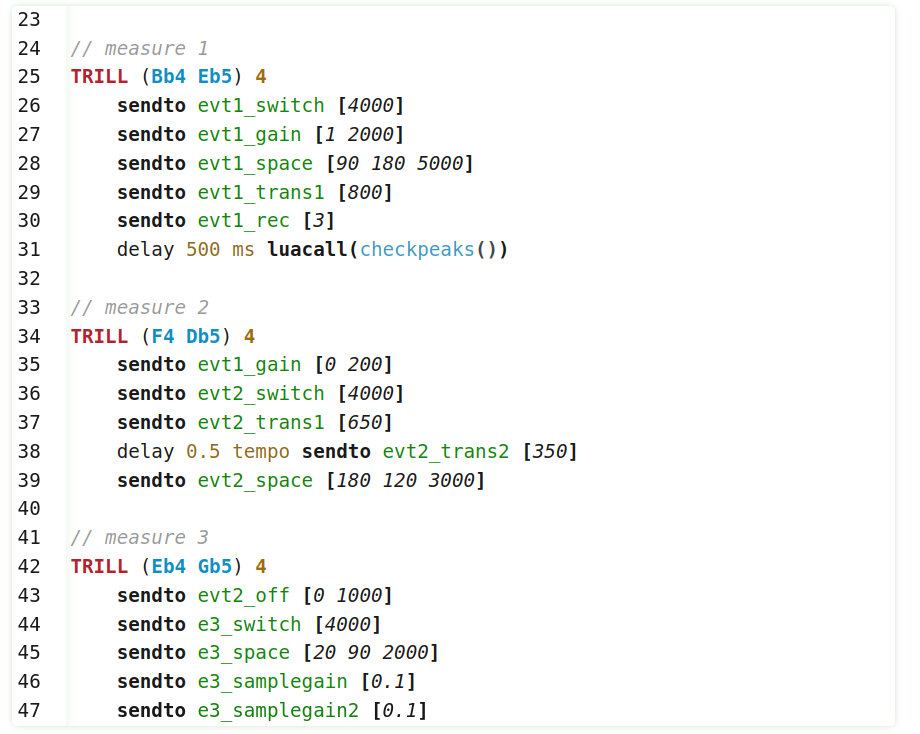 23
24 // measure 1
25 TRILL (Bb4 Eb5) 4
26     sendto evt1_switch [4000]
27     sendto evt1_gain [1 2000]
28     sendto evt1_space [90 180 5000]
29     sendto evt1_trans1 [800]
30     sendto evt1_rec [3]
31     delay 500 ms luacall(checkpeaks())
32
33 // measure 2
34 TRILL (F4 Db5) 4
35     sendto evt1_gain [0 200]
36     sendto evt2_switch [4000]
37     sendto evt2_trans1 [650]
38     delay 0.5 tempo sendto evt2_trans2 [350]
39     sendto evt2_space [180 120 3000]
40
41 // measure 3
42 TRILL (Eb4 Gb5) 4
43     sendto evt2_off [0 1000]
44     sendto e3_switch [4000]
45     sendto e3_space [20 90 2000]
46     sendto e3_samplegain [0.1]
47     sendto e3_samplegain2 [0.1]